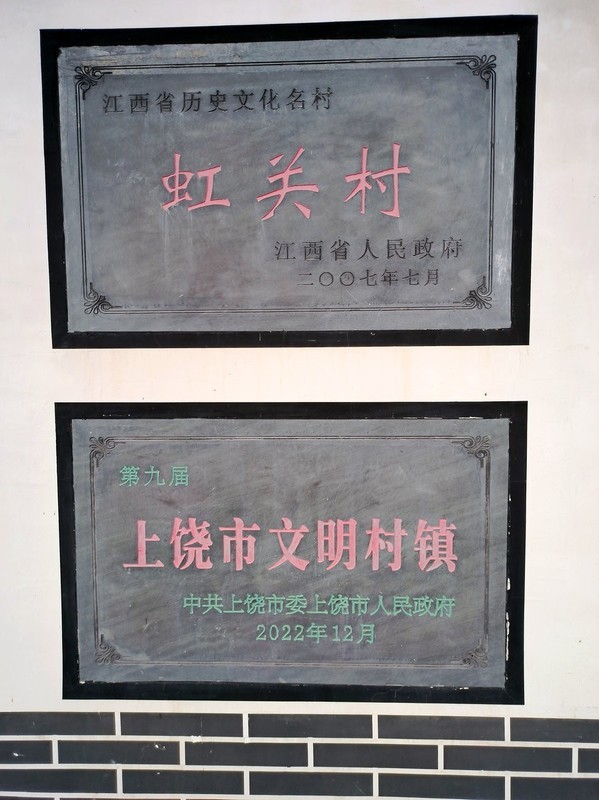 江西省历史文化名村
虹关村
江西省人民政府
二〇〇七年七月
第九届
上饶市文明村镇
中共上饶市委上饶市人民政府
2022年12月